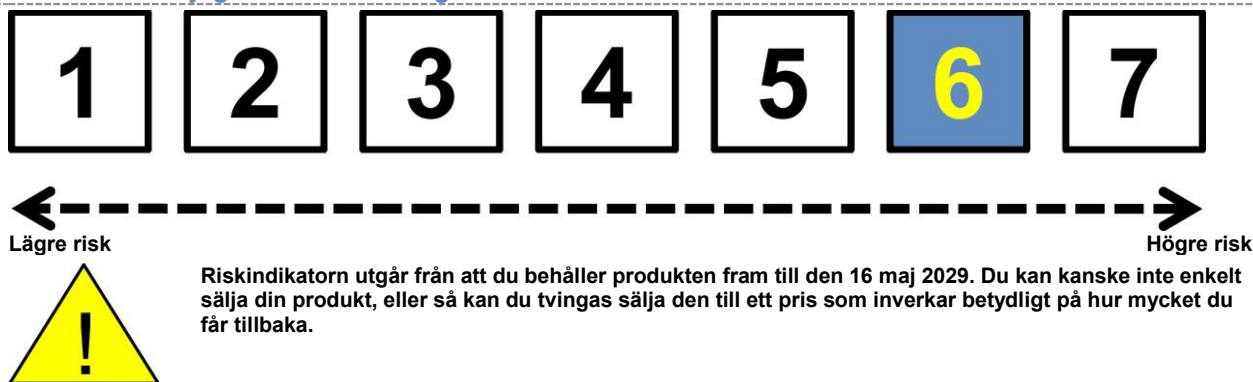 1 2 3 4 5 6 7
Lägre risk Högre risk
Riskindikatorn utgår från att du behåller produkten fram till den 16 maj 2029. Du kan kanske inte enkelt
sälja din produkt, eller så kan du tvingas sälja den till ett pris som inverkar betydligt på hur mycket du
får tillbaka.
!